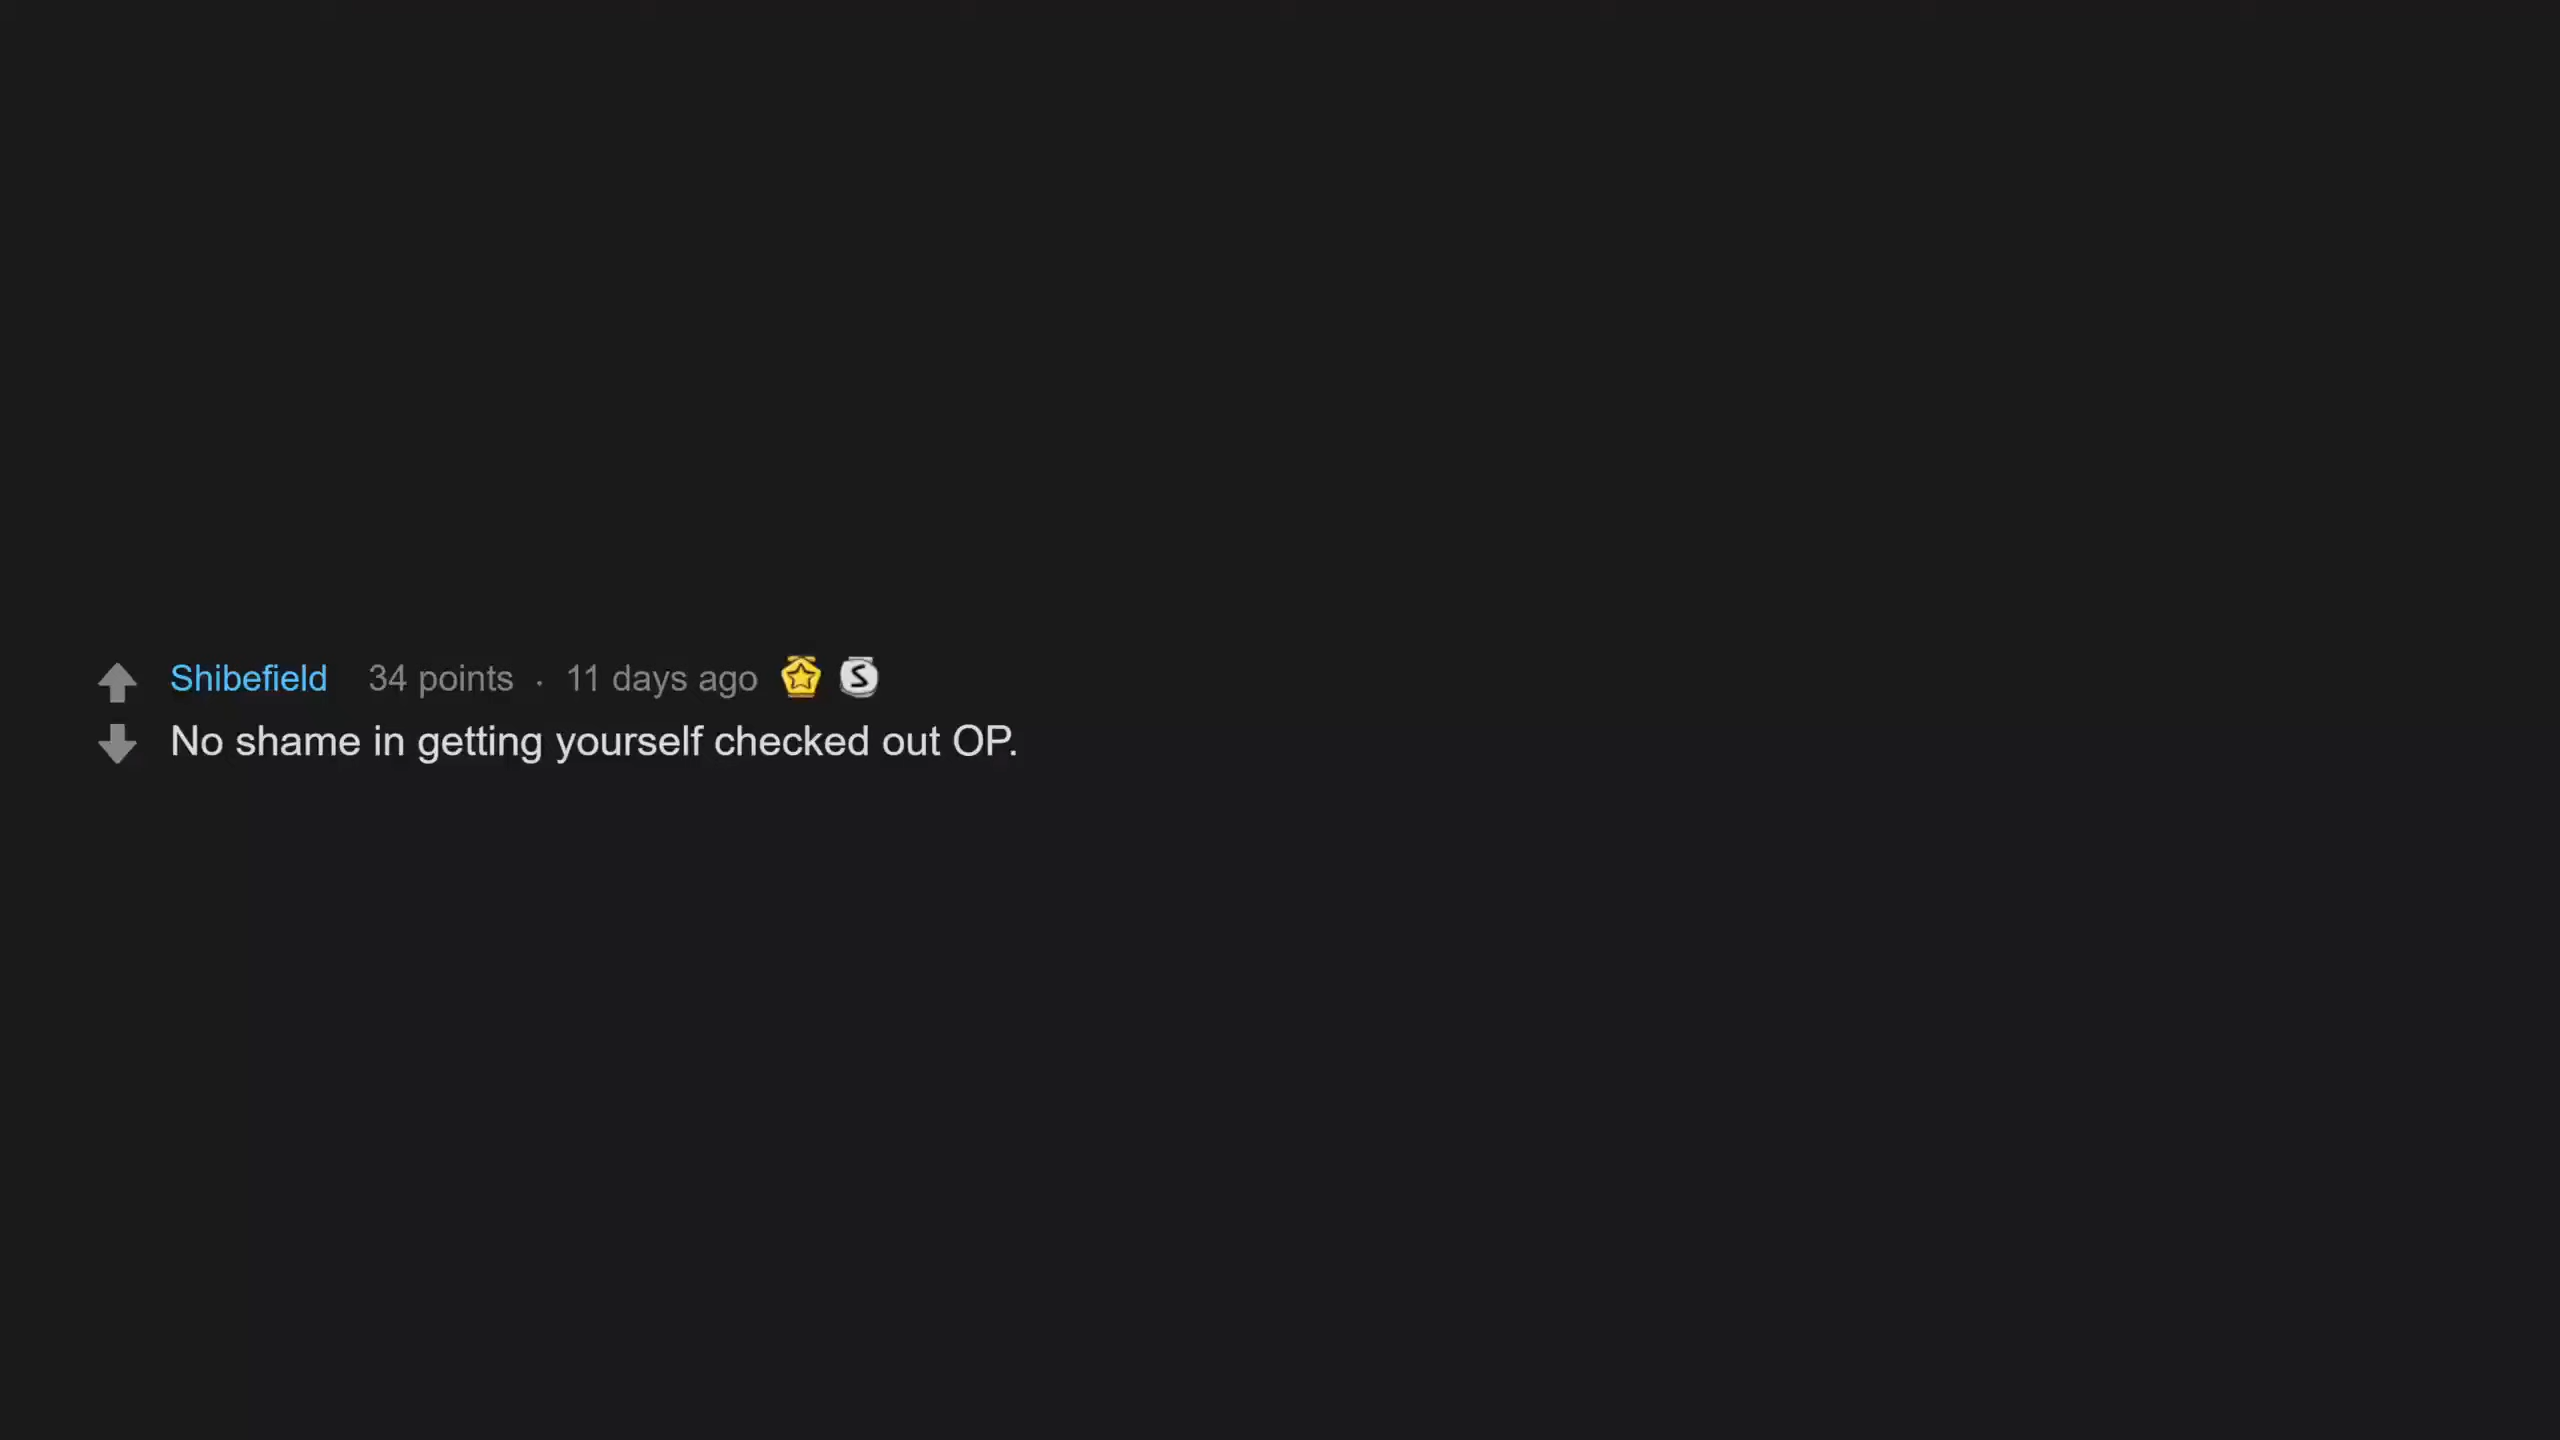 Shibefield 34 points · 11 days ago S
No shame in getting yourself checked out OP.